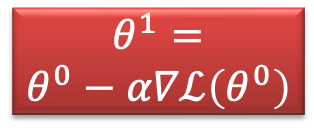 θ¹ =
θ⁰ − α∇ℒ(θ⁰)